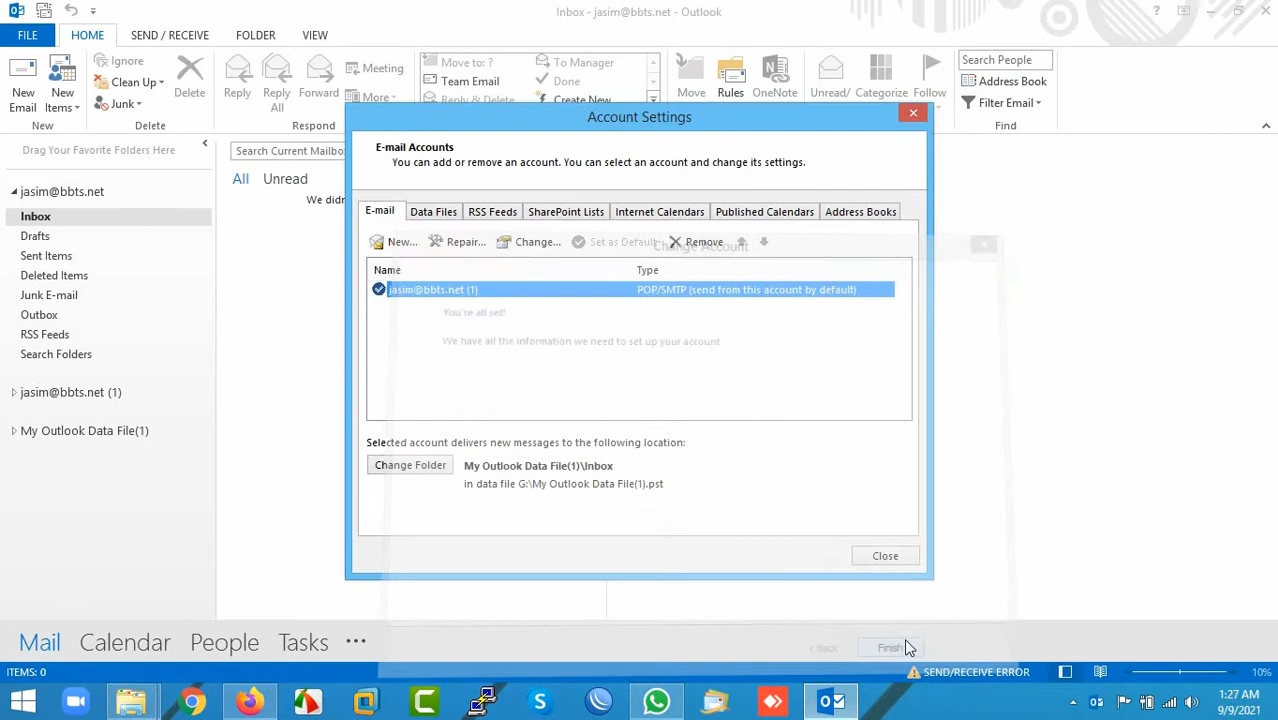 Inbox - jasim@bbts.net - Outlook
FILE HOME SEND / RECEIVE FOLDER VIEW
Ignore
Clean Up
Junk
New Email
New Items
Delete
Reply
Reply All
Forward
Meeting
More
Move to: ?
Team Email
Reply & Delete
To Manager
Done
Create New
Move
Rules
OneNote
Unread/
Categorize
Follow
Search People
Address Book
Filter Email
New
Delete
Respond
Find
Account Settings
E-mail Accounts
You can add or remove an account. You can select an account and change its settings.
E-mail Data Files RSS Feeds SharePoint Lists Internet Calendars Published Calendars Address Books
New... Repair... Change... Set as Default Remove
Change Account
Name Type
jasim@bbts.net (1) POP/SMTP (send from this account by default)
You're all set!
We have all the information we need to set up your account
Selected account delivers new messages to the following location:
Change Folder My Outlook Data File(1)\Inbox
in data file G:\My Outlook Data File(1).pst
Close
< Back Finish
Drag Your Favorite Folders Here
Search Current Mailbo
All Unread
We didn'
jasim@bbts.net
Inbox
Drafts
Sent Items
Deleted Items
Junk E-mail
Outbox
RSS Feeds
Search Folders
jasim@bbts.net (1)
My Outlook Data File(1)
Mail Calendar People Tasks
ITEMS: 0 SEND/RECEIVE ERROR 10%
1:27 AM
9/9/2021